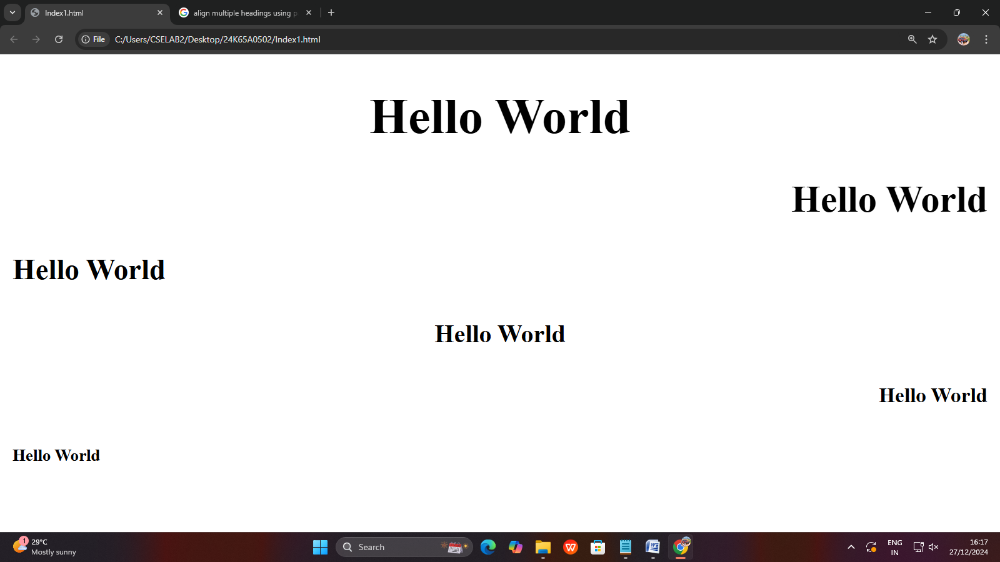 Index1.html
align multiple headings using p
File
C:/Users/CSELAB2/Desktop/24K65A0502/Index1.html
Hello World
Hello World
Hello World
Hello World
Hello World
Hello World
1
29°C
Mostly sunny
Search
ENG
IN
16:17
27/12/2024